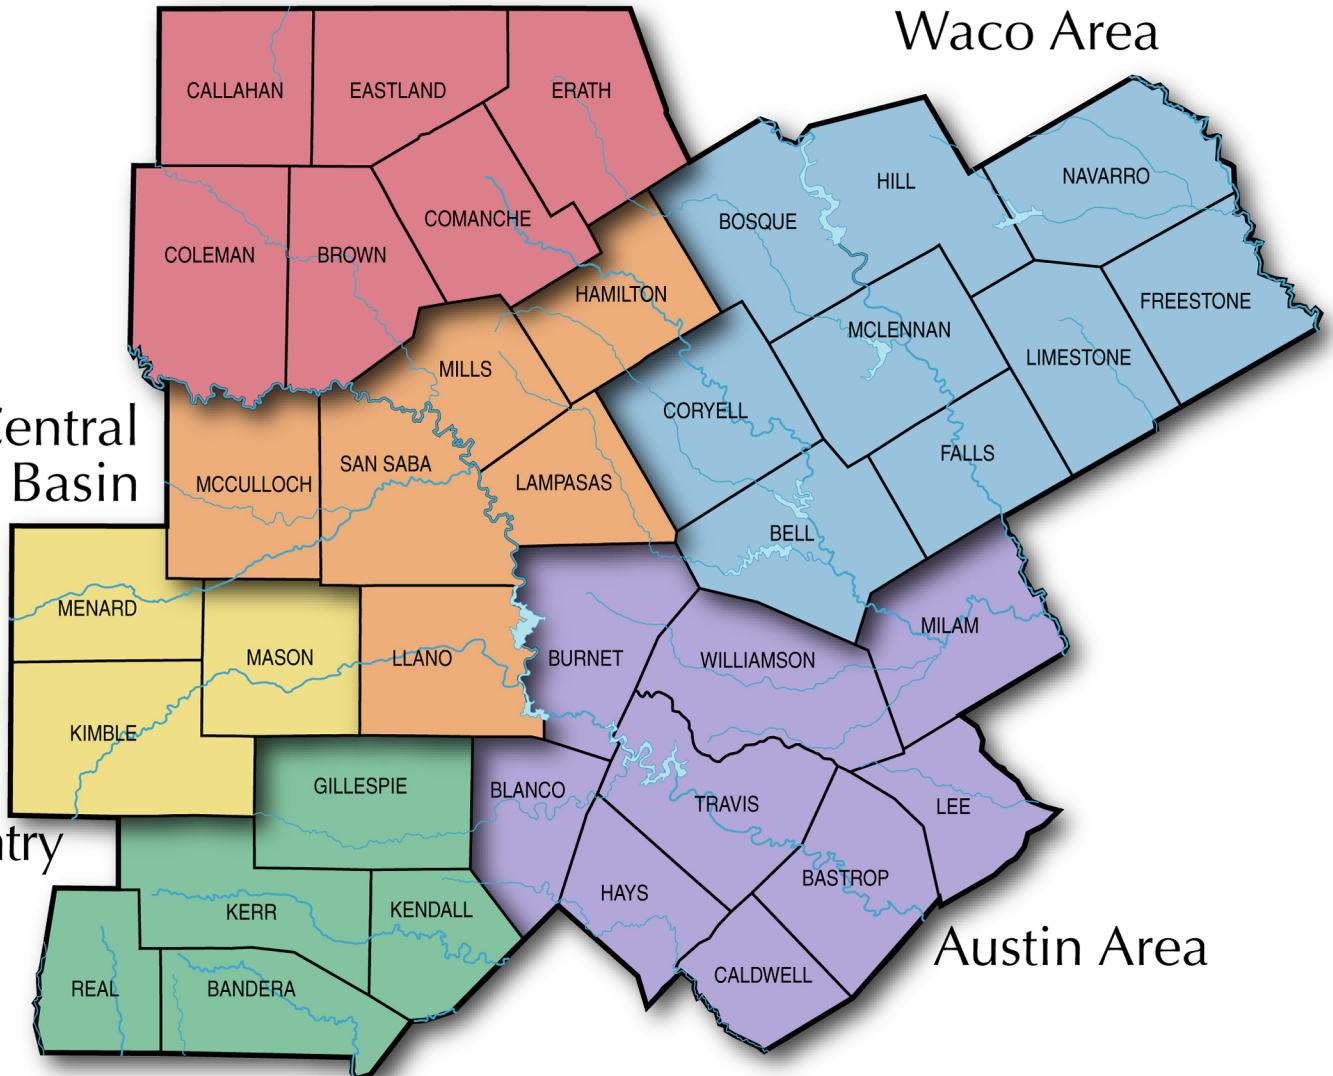 Waco Area
CALLAHAN
EASTLAND
ERATH
NAVARRO
HILL
BOSQUE
COMANCHE
COLEMAN
BROWN
HAMILTON
FREESTONE
MCLENNAN
LIMESTONE
MILLS
CORYELL
Central
Basin
SAN SABA
FALLS
MCCULLOCH
LAMPASAS
BELL
MENARD
MILAM
MASON
LLANO
BURNET
WILLIAMSON
KIMBLE
GILLESPIE
BLANCO
TRAVIS
LEE
ntry
BASTROP
HAYS
KERR
KENDALL
Austin Area
CALDWELL
REAL
BANDERA